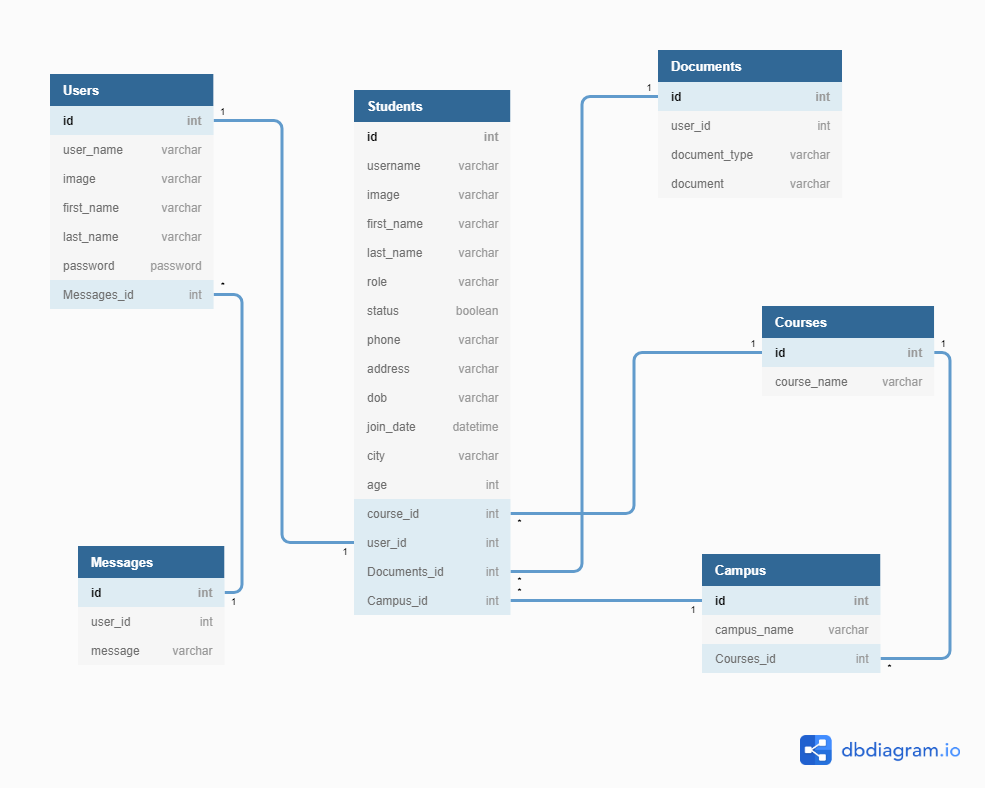 Users
id int
user_name varchar
image varchar
first_name varchar
last_name varchar
password password
Messages_id int
1
*
Messages
id int
user_id int
message varchar
1
Students
id int
username varchar
image varchar
first_name varchar
last_name varchar
role varchar
status boolean
phone varchar
address varchar
dob varchar
join_date datetime
city varchar
age int
course_id int
user_id int
Documents_id int
Campus_id int
1
*
*
*
Documents
id int
user_id int
document_type varchar
document varchar
1
Courses
id int
course_name varchar
1
1
Campus
id int
campus_name varchar
Courses_id int
1
*
dbdiagram.io